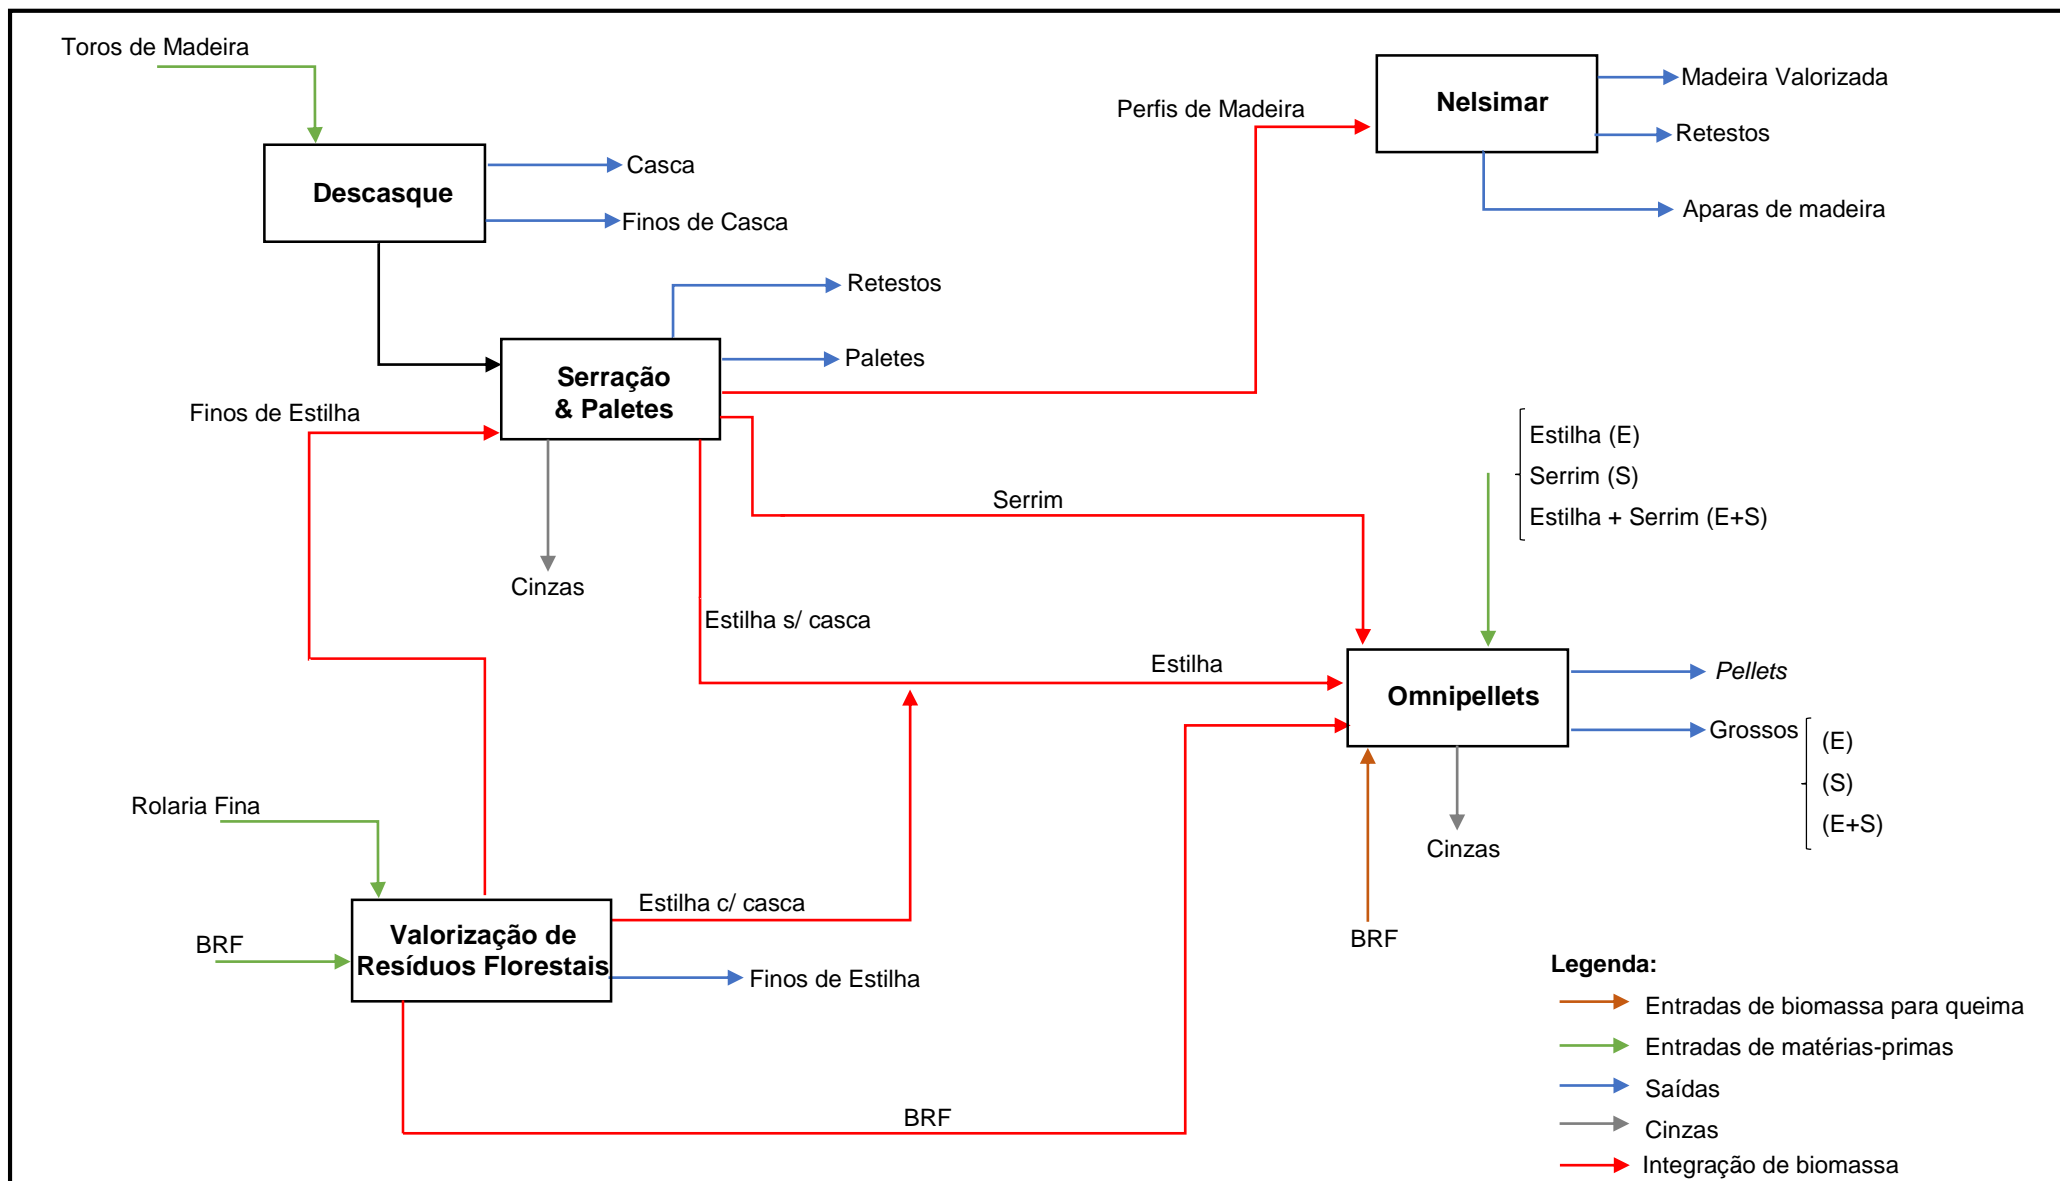 Toros de Madeira
Descasque
Casca
Finos de Casca
Perfis de Madeira
Nelsimar
Madeira Valorizada
Retestos
Aparas de madeira
Retestos
Paletes
Serração
& Paletes
Finos de Estilha
Cinzas
Serrim
Estilha s/ casca
Estilha
Estilha (E)
Serrim (S)
Estilha + Serrim (E+S)
Omnipellets
Pellets
Grossos
(E)
(S)
(E+S)
Cinzas
BRF
Rolaria Fina
BRF
Valorização de
Resíduos Florestais
Estilha c/ casca
Finos de Estilha
BRF
Legenda:
Entradas de biomassa para queima
Entradas de matérias-primas
Saídas
Cinzas
Integração de biomassa